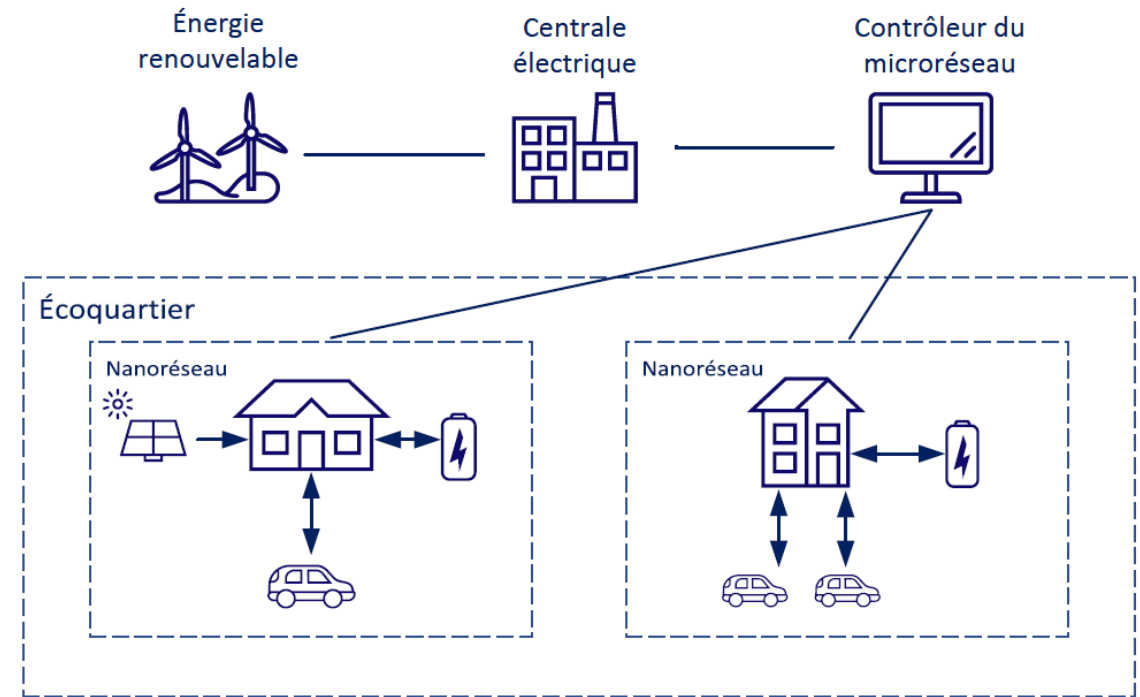 Énergie
renouvelable
Centrale
électrique
Contrôleur du
microréseau
Écoquartier
Nanoréseau
Nanoréseau